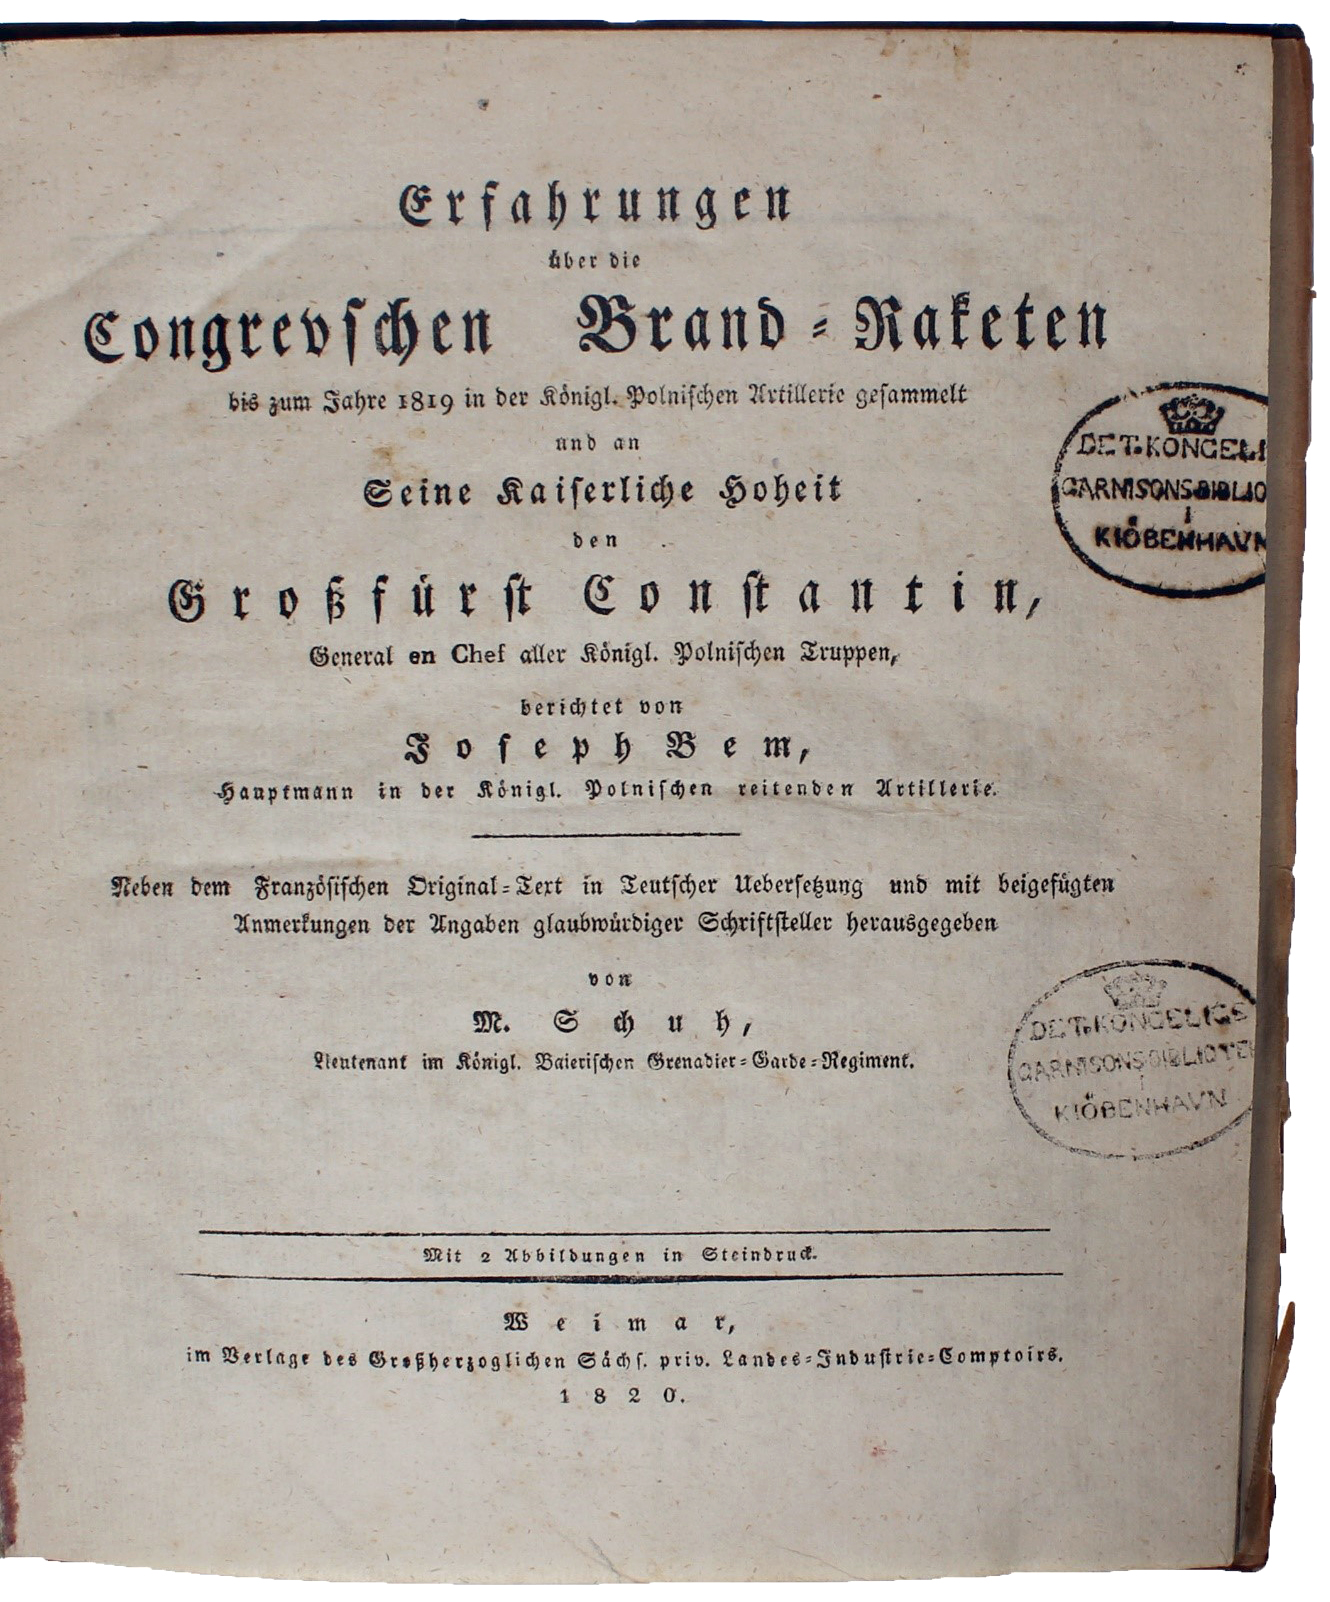 Erfahrungen
über die
Congrevschen Brand-Raketen
bis zum Jahre 1819 in der Königl. Polnischen Artillerie gesammelt
und an
Seine Kaiserliche Hoheit
den
Großfürst Constantin,
General en Chef aller Königl. Polnischen Truppen,
berichtet von
Joseph Bem,
Hauptmann in der Königl. Polnischen reitenden Artillerie.
Neben dem Französischen Original-Text in Teutscher Uebersetzung und mit beigefügten
Anmerkungen der Angaben glaubwürdiger Schriftsteller herausgegeben
von
M. Schuh,
Lieutenant im Königl. Baierischen Grenadier-Garde-Regiment.
Mit 2 Abbildungen in Steindruck.
Weimar,
im Verlage des Großherzoglichen Sächs. priv. Landes-Industrie-Comptoirs.
1820.
DET.KONGELI
GARNISONSBIBLIO
I
KIÖBENHAVN
DET.KONGELIGE
GARNISONSBIBLIOTEK
I
KIÖBENHAVN